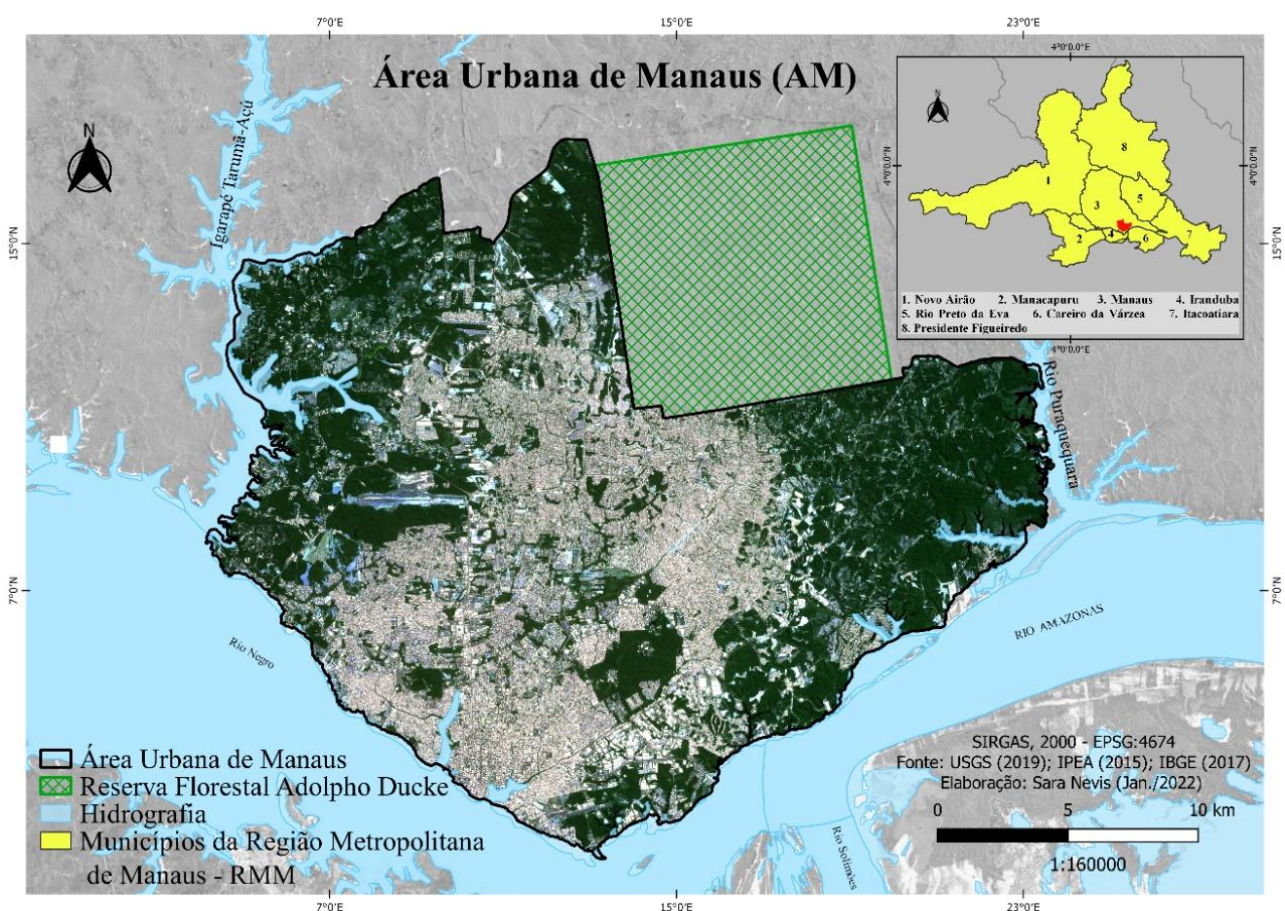 7°0'E 15°0'E 23°0'E
Área Urbana de Manaus (AM)
4°0'0.0"E
N
4°0'0.0"N
4°0'0.0"N
8
1
3
5
2
4
6
7
1. Novo Airão 2. Manacapuru 3. Manaus 4. Iranduba
5. Rio Preto da Eva 6. Careiro da Várzea 7. Itacoatiara
8. Presidente Figueiredo
4°0'0.0"E
N
Igarapé Tarumã-Açú
15°0'N
15°0'N
Rio Puraquequara
7°0'N
7°0'N
RIO AMAZONAS
Rio Negro
Rio Solimões
Área Urbana de Manaus
Reserva Florestal Adolpho Ducke
Hidrografia
Municípios da Região Metropolitana
de Manaus - RMM
SIRGAS, 2000 - EPSG:4674
Fonte: USGS (2019); IPEA (2015); IBGE (2017)
Elaboração: Sara Nevis (Jan./2022)
0 5 10 km
1:160000
7°0'E 15°0'E 23°0'E